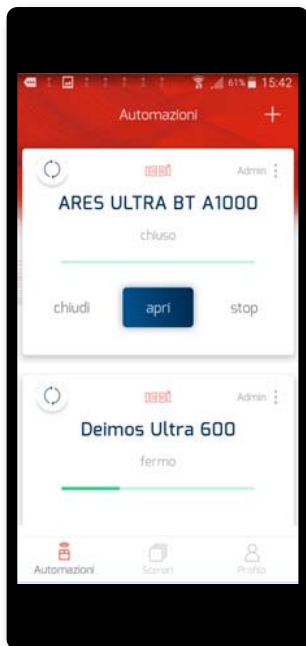 61% 15:42
Automazioni +
Admin
ARES ULTRA BT A1000
chiuso
chiudi apri stop
Admin
Deimos Ultra 600
fermo
Automazioni Scenari Profilo